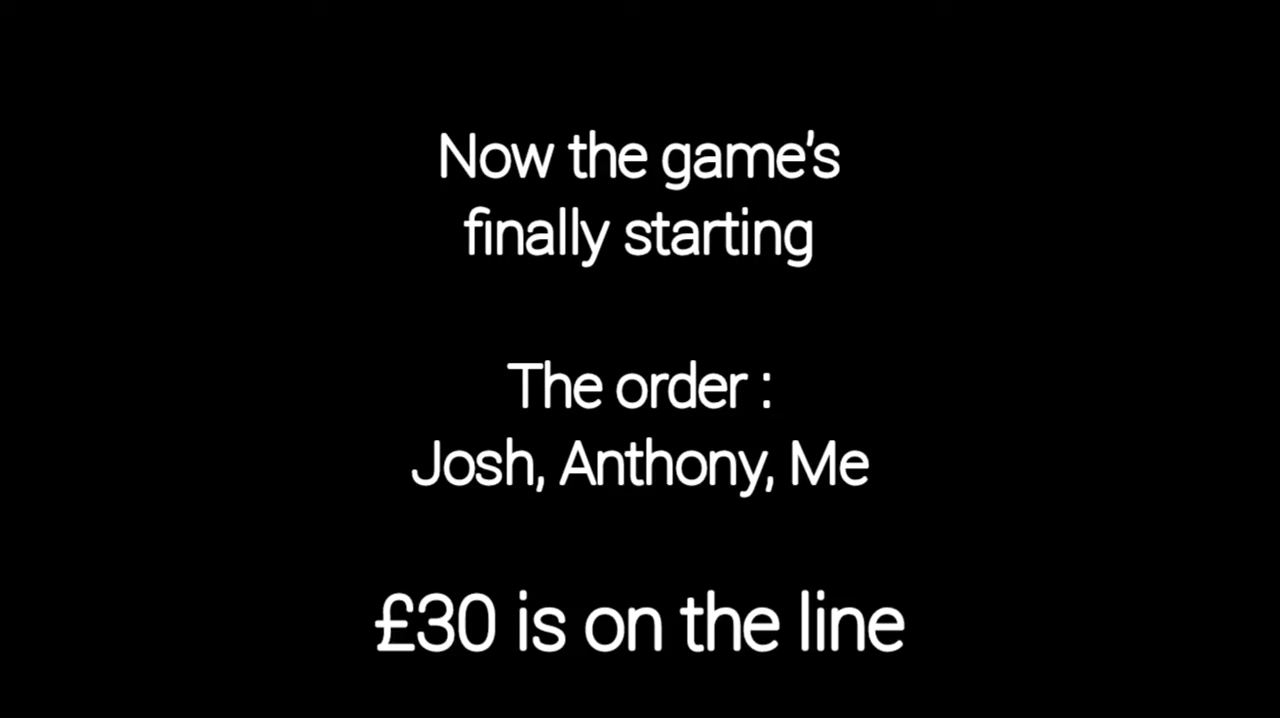 Now the game's
finally starting
The order :
Josh, Anthony, Me
£30 is on the line